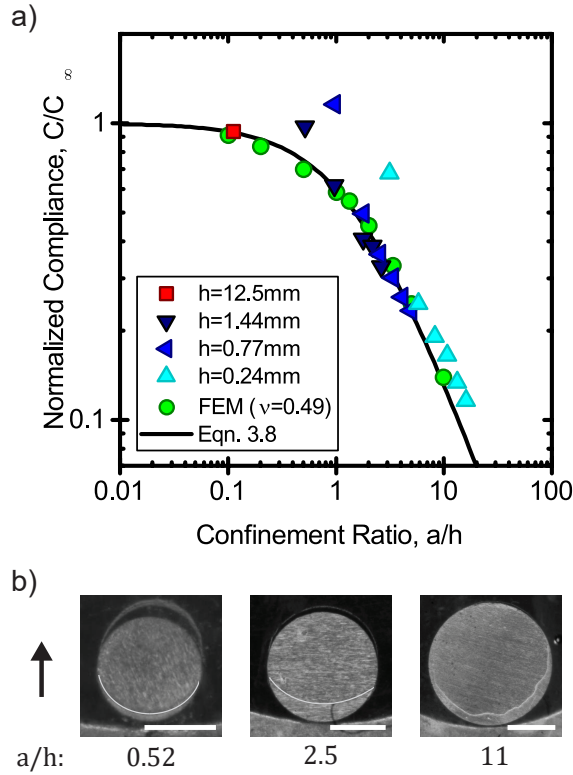 a)
Normalized Compliance, C/C ∞
1
0.1
h=12.5mm
h=1.44mm
h=0.77mm
h=0.24mm
FEM (ν=0.49)
Eqn. 3.8
0.01 0.1 1 10 100
Confinement Ratio, a/h
b)
a/h: 0.52 2.5 11